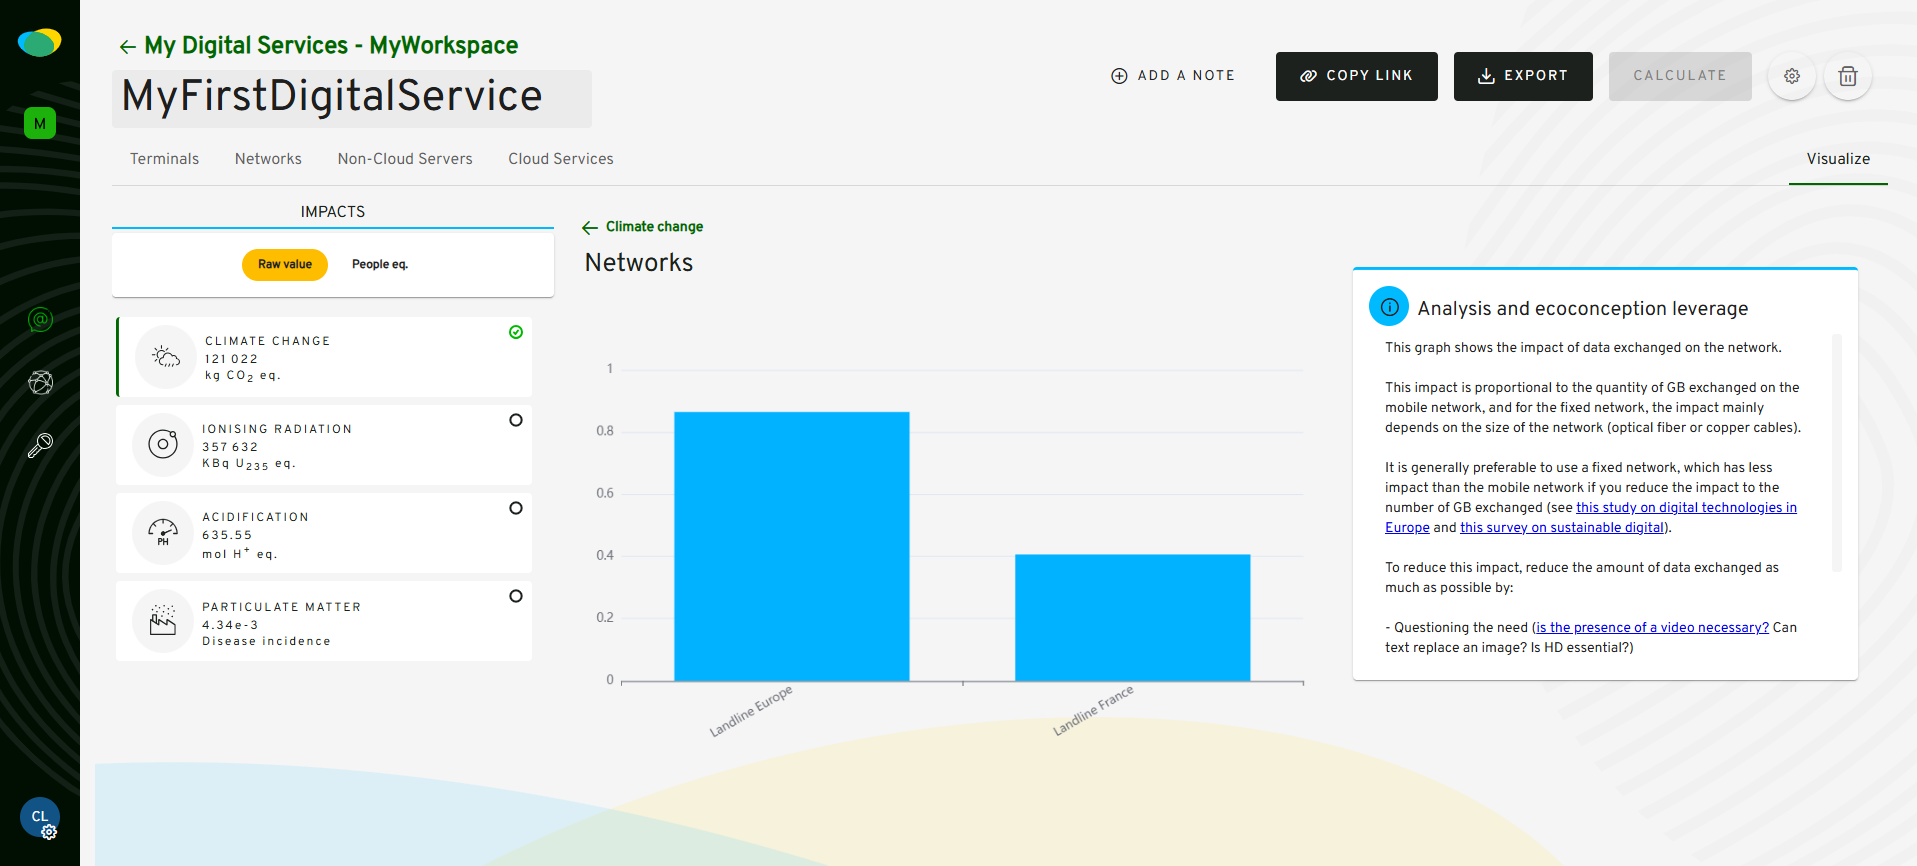 My Digital Services - MyWorkspace
MyFirstDigitalService
ADD A NOTE
COPY LINK
EXPORT
CALCULATE
M
Terminals
Networks
Non-Cloud Servers
Cloud Services
Visualize
IMPACTS
Raw value
People eq.
CLIMATE CHANGE
121 022
kg CO2 eq.
IONISING RADIATION
357 632
KBq U235 eq.
ACIDIFICATION
635.55
mol H+ eq.
PH
PARTICULATE MATTER
4.34e-3
Disease incidence
Climate change
Networks
1
0.8
0.6
0.4
0.2
0
Landline Europe
Landline France
Analysis and ecoconception leverage
This graph shows the impact of data exchanged on the network.
This impact is proportional to the quantity of GB exchanged on the
mobile network, and for the fixed network, the impact mainly
depends on the size of the network (optical fiber or copper cables).
It is generally preferable to use a fixed network, which has less
impact than the mobile network if you reduce the impact to the
number of GB exchanged (see this study on digital technologies in
Europe and this survey on sustainable digital).
To reduce this impact, reduce the amount of data exchanged as
much as possible by:
- Questioning the need (is the presence of a video necessary? Can
text replace an image? Is HD essential?)
CL